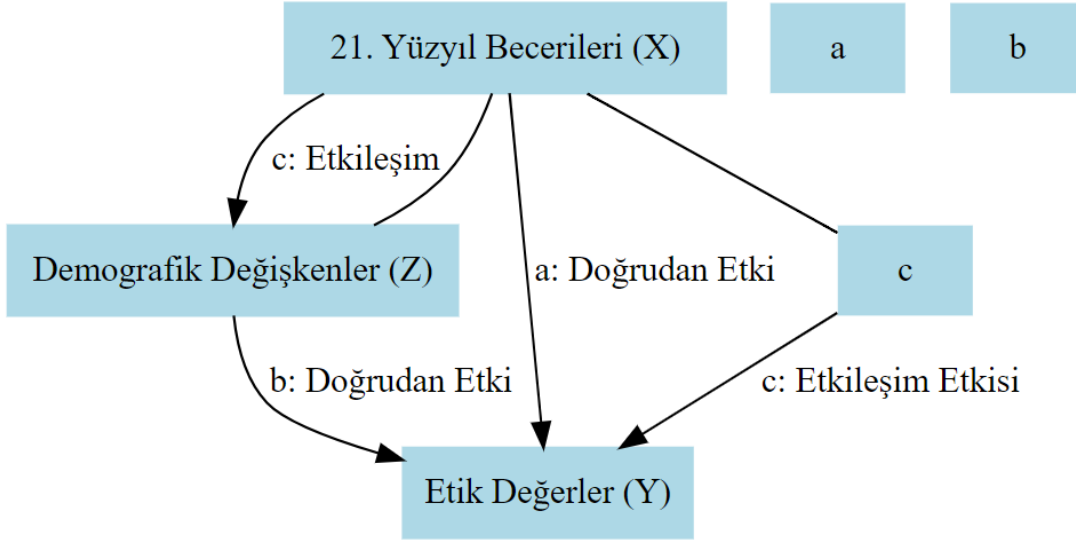 21. Yüzyıl Becerileri (X)
a
b
c: Etkileşim
Demografik Değişkenler (Z)
a: Doğrudan Etki
c
b: Doğrudan Etki
c: Etkileşim Etkisi
Etik Değerler (Y)